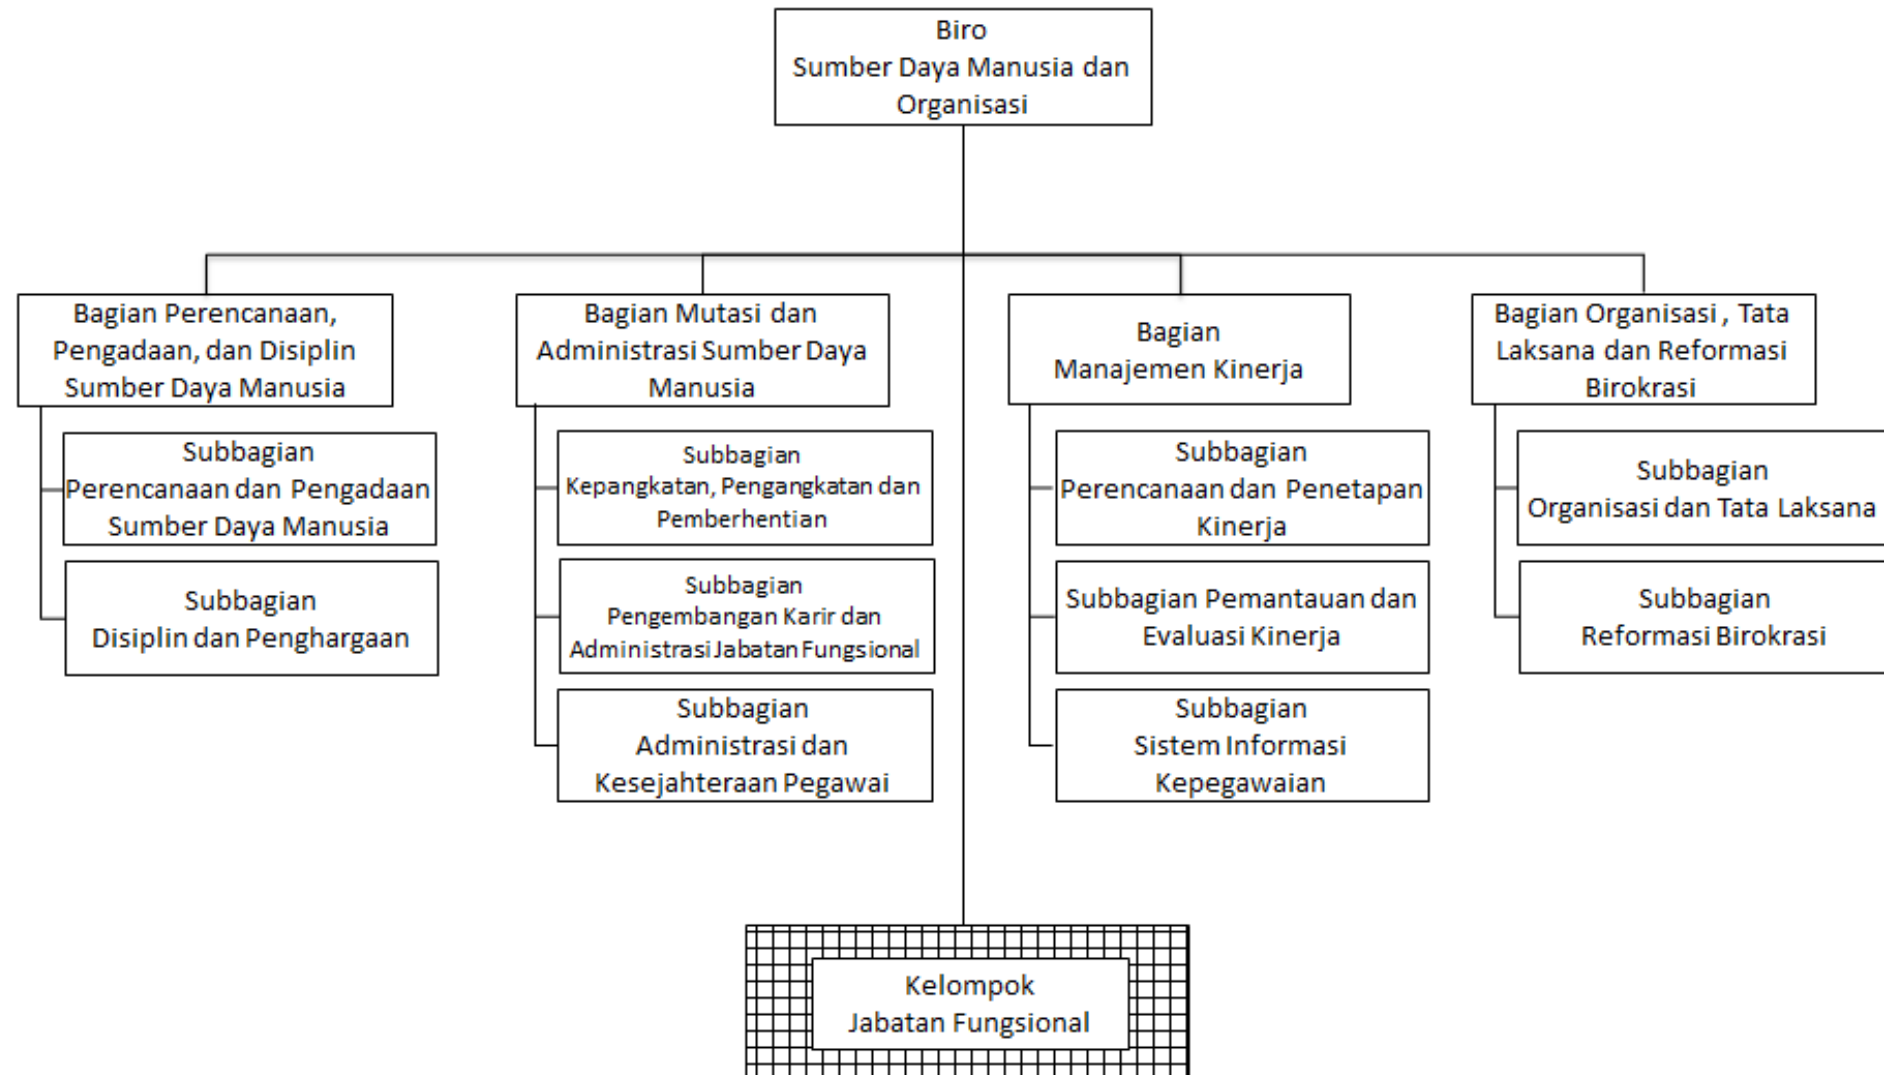 Biro
Sumber Daya Manusia dan
Organisasi
Bagian Perencanaan,
Pengadaan, dan Disiplin
Sumber Daya Manusia
Subbagian
Perencanaan dan Pengadaan
Sumber Daya Manusia
Subbagian
Disiplin dan Penghargaan
Bagian Mutasi dan
Administrasi Sumber Daya
Manusia
Subbagian
Kepangkatan, Pengangkatan dan
Pemberhentian
Subbagian
Pengembangan Karir dan
Administrasi Jabatan Fungsional
Subbagian
Administrasi dan
Kesejahteraan Pegawai
Bagian
Manajemen Kinerja
Subbagian
Perencanaan dan Penetapan
Kinerja
Subbagian Pemantauan dan
Evaluasi Kinerja
Subbagian
Sistem Informasi
Kepegawaian
Bagian Organisasi , Tata
Laksana dan Reformasi
Birokrasi
Subbagian
Organisasi dan Tata Laksana
Subbagian
Reformasi Birokrasi
Kelompok
Jabatan Fungsional